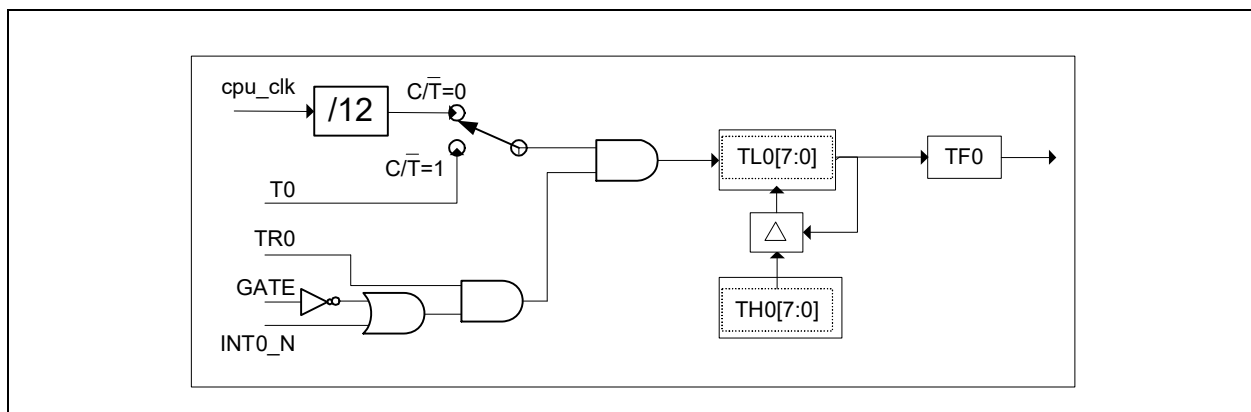 cpu_clk
/12
C/T̅=0
C/T̅=1
T0
TR0
GATE
INT0_N
TL0[7:0]
TF0
△
TH0[7:0]